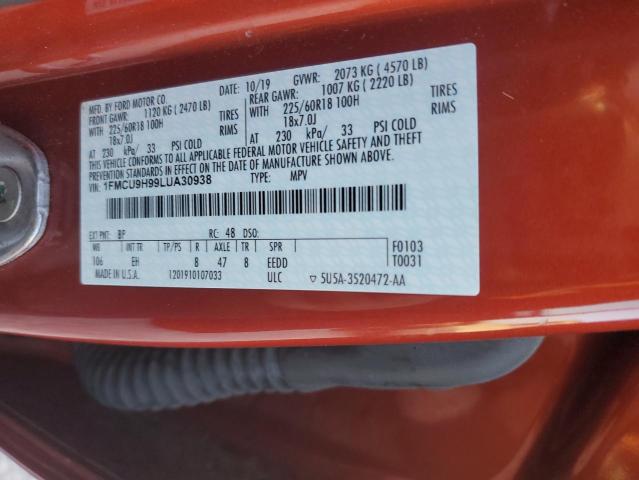 MFD. BY FORD MOTOR CO.
DATE: 10/19 GVWR: 2073 KG ( 4570 LB)
FRONT GAWR: 1120 KG ( 2470 LB) REAR GAWR: 1007 KG ( 2220 LB)
WITH 225/60R18 100H TIRES WITH 225/60R18 100H TIRES
18x7.0J RIMS 18x7.0J RIMS
AT 230 kPa/ 33 PSI COLD AT 230 kPa/ 33 PSI COLD
THIS VEHICLE CONFORMS TO ALL APPLICABLE FEDERAL MOTOR VEHICLE SAFETY AND THEFT
PREVENTION STANDARDS IN EFFECT ON THE DATE OF MANUFACTURE SHOWN ABOVE.
VIN: 1FMCU9H99LUA30938 TYPE: MPV
EXT PNT: BP RC: 48 DSO:
WB INT TR TP/PS R AXLE TR SPR F0103
106 EH 8 47 8 EEDD T0031
MADE IN U.S.A. 1201910107033 ULC ▽ 5U5A-3520472-AA